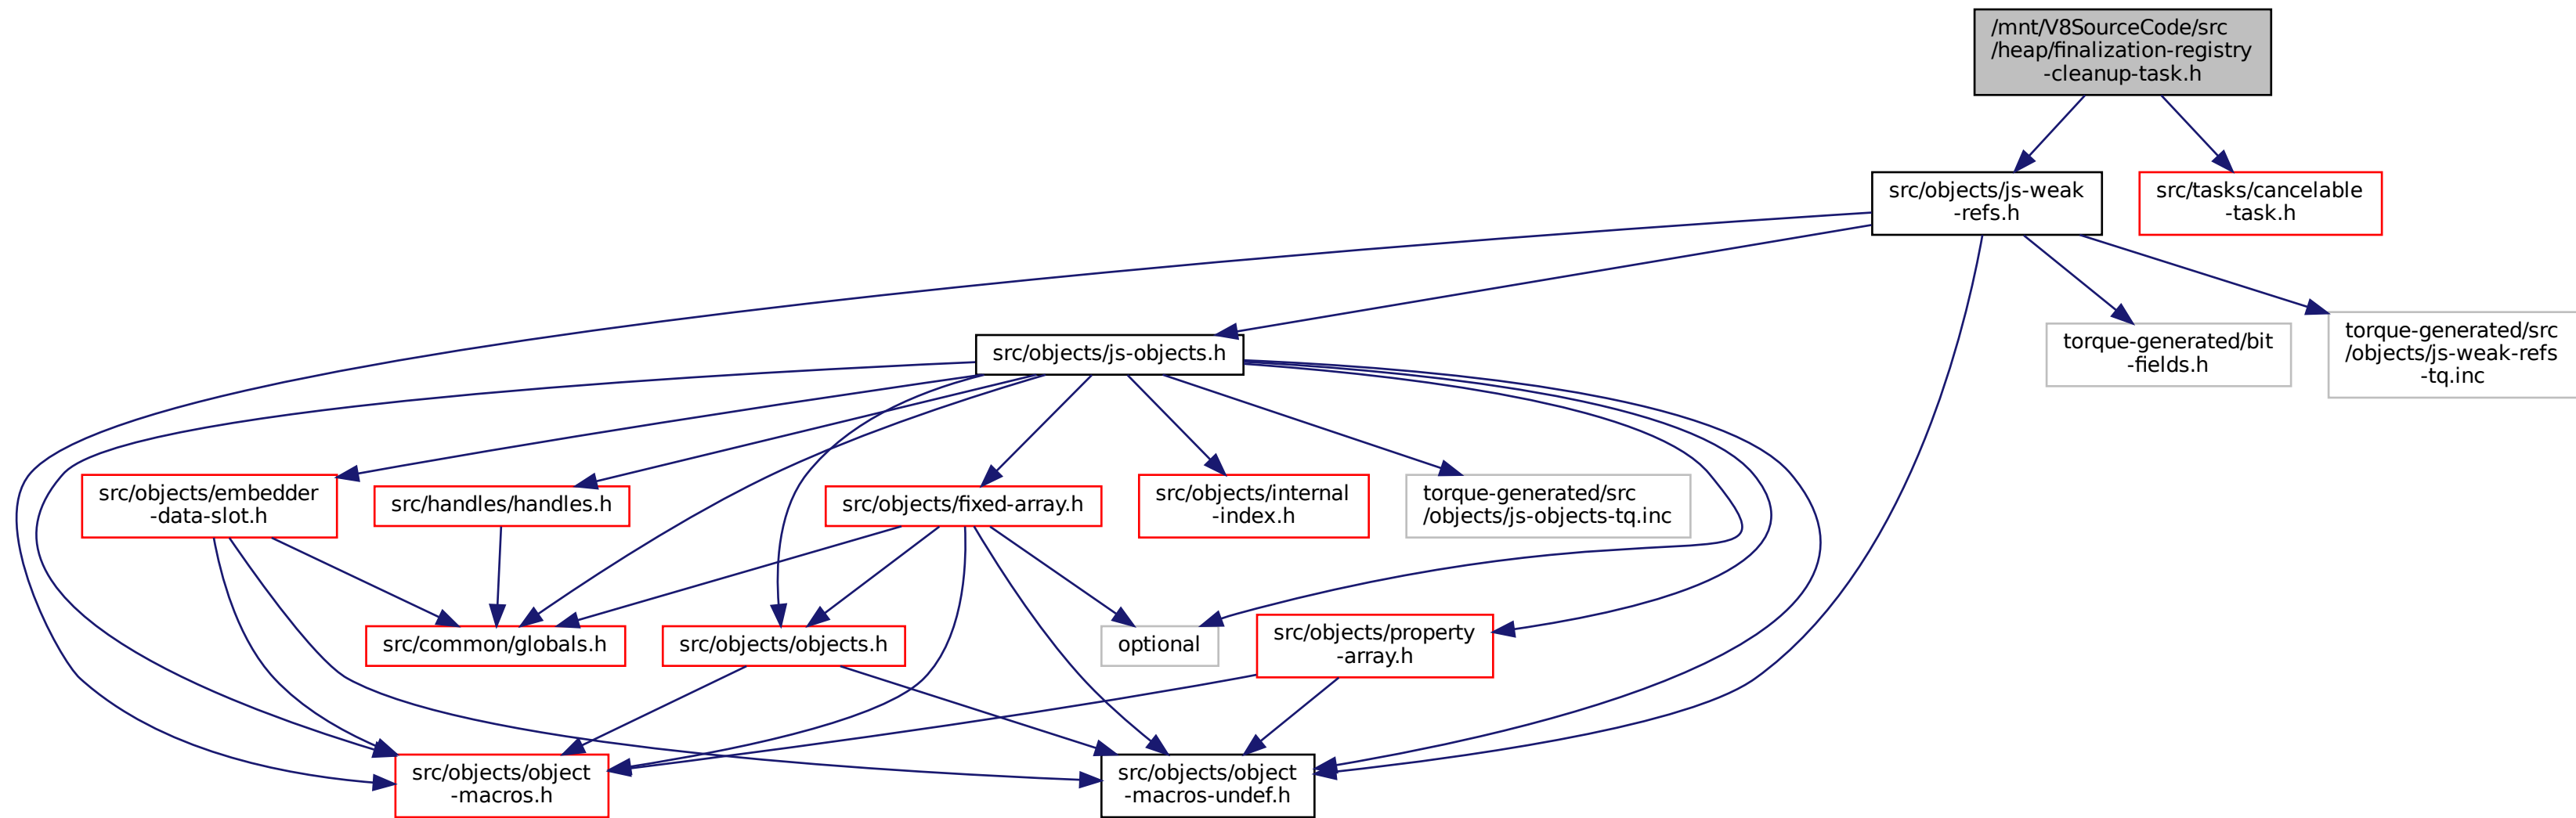 /mnt/V8SourceCode/src
/heap/finalization-registry
-cleanup-task.h
src/objects/js-weak
-refs.h
src/tasks/cancelable
-task.h
src/objects/js-objects.h
torque-generated/bit
-fields.h
torque-generated/src
/objects/js-weak-refs
-tq.inc
src/objects/embedder
-data-slot.h
src/handles/handles.h
src/objects/fixed-array.h
src/objects/internal
-index.h
torque-generated/src
/objects/js-objects-tq.inc
src/common/globals.h
src/objects/objects.h
optional
src/objects/property
-array.h
src/objects/object
-macros.h
src/objects/object
-macros-undef.h